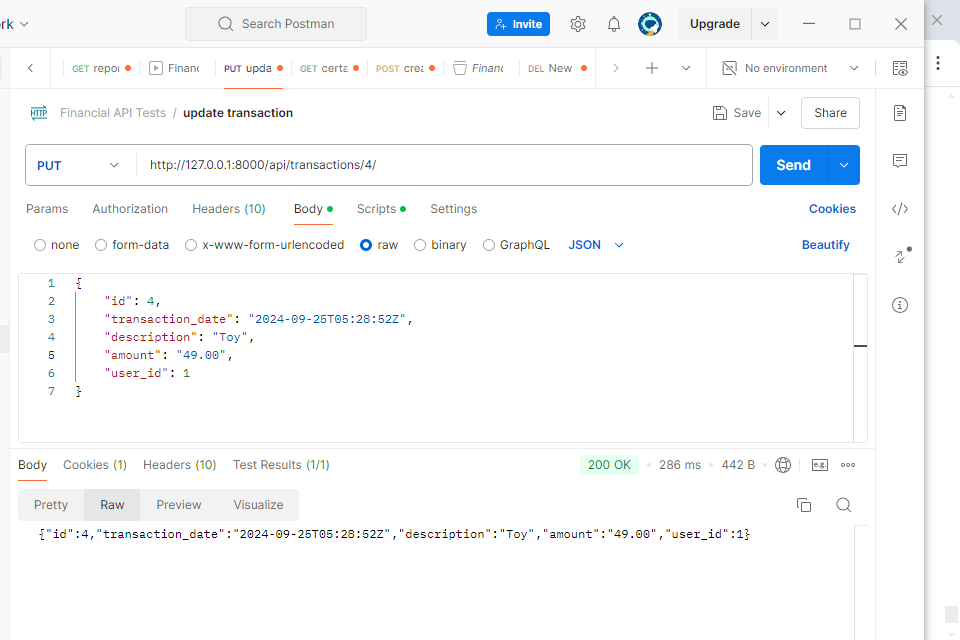 rk
Search Postman
Invite
Upgrade
GET repor
Financ
PUT upda
GET certa
POST crea
Financ
DEL New
No environment
HTTP
Financial API Tests / update transaction
Save
Share
PUT
http://127.0.0.1:8000/api/transactions/4/
Send
Params Authorization Headers (10) Body Scripts Settings Cookies
none form-data x-www-form-urlencoded raw binary GraphQL JSON Beautify
1 {
2 "id": 4,
3 "transaction_date": "2024-09-25T05:28:52Z",
4 "description": "Toy",
5 "amount": "49.00",
6 "user_id": 1
7 }
Body Cookies (1) Headers (10) Test Results (1/1) 200 OK 286 ms 442 B e.g.
Pretty Raw Preview Visualize
{"id":4,"transaction_date":"2024-09-25T05:28:52Z","description":"Toy","amount":"49.00","user_id":1}